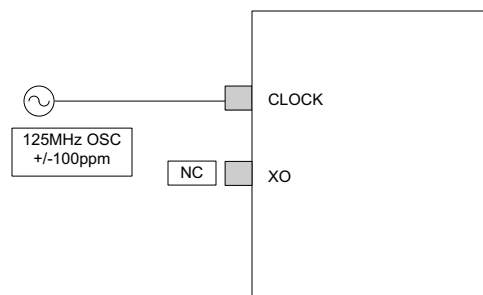 CLOCK
125MHz OSC
+/-100ppm
NC
XO